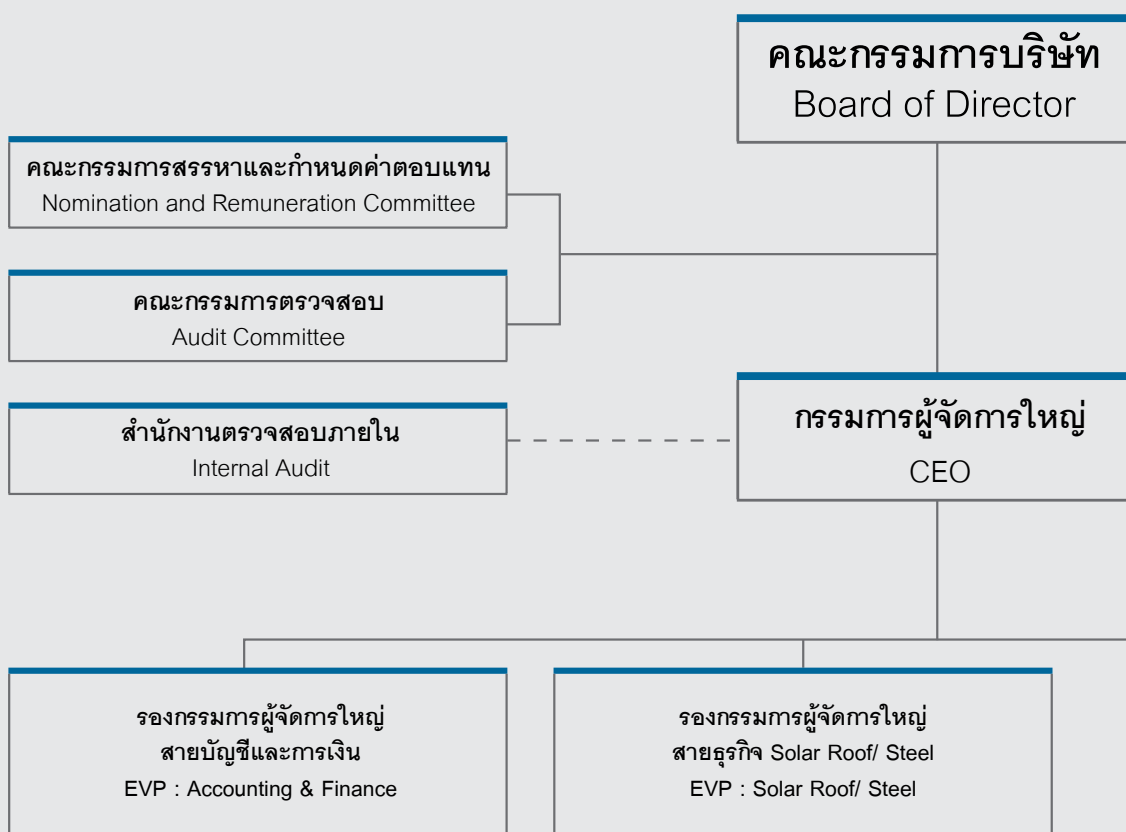 คณะกรรมการบริษัท
Board of Director
คณะกรรมการสรรหาและกำหนดค่าตอบแทน
Nomination and Remuneration Committee
คณะกรรมการตรวจสอบ
Audit Committee
สำนักงานตรวจสอบภายใน
Internal Audit
กรรมการผู้จัดการใหญ่
CEO
รองกรรมการผู้จัดการใหญ่
สายบัญชีและการเงิน
EVP : Accounting & Finance
รองกรรมการผู้จัดการใหญ่
สายธุรกิจ Solar Roof/ Steel
EVP : Solar Roof/ Steel